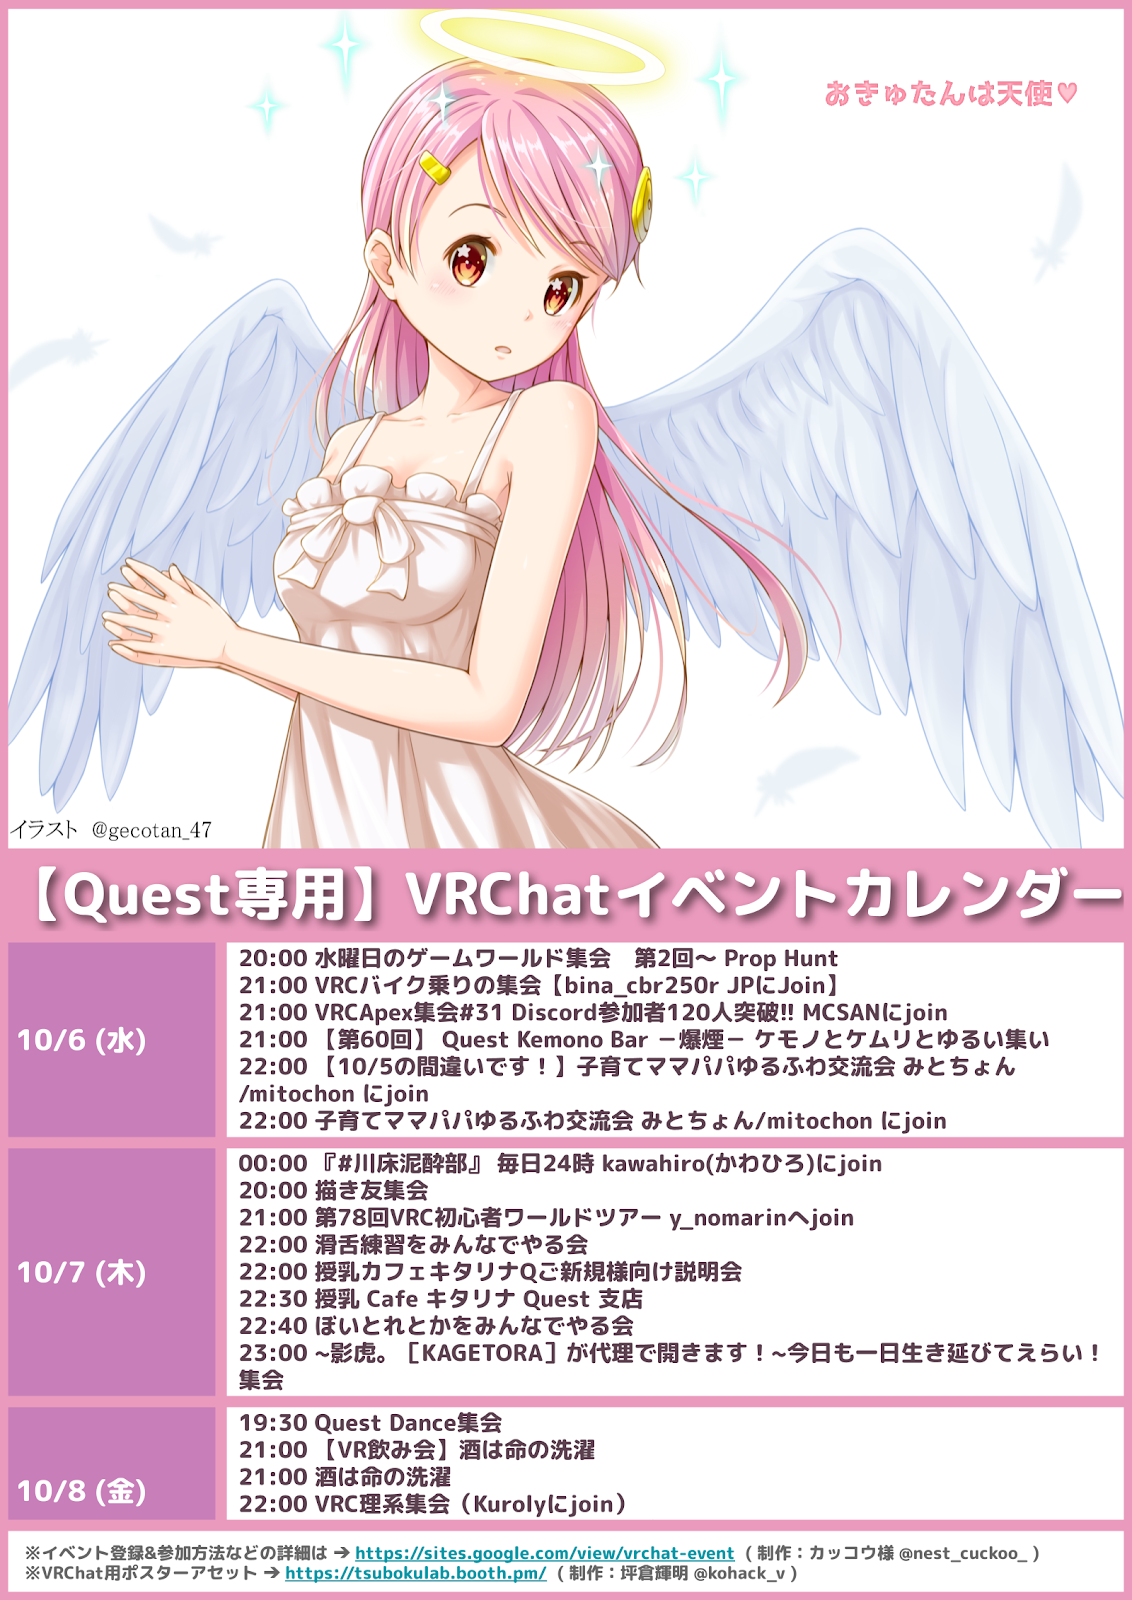 おきゅたんは天使♥
イラスト @gecotan_47
【Quest専用】VRChatイベントカレンダー
10/6 (水)
20:00 水曜日のゲームワールド集会　第2回〜 Prop Hunt
21:00 VRCバイク乗りの集会【bina_cbr250r JPにJoin】
21:00 VRCApex集会#31 Discord参加者120人突破!! MCSANにjoin
21:00 【第60回】 Quest Kemono Bar －爆煙－ ケモノとケムリとゆるい集い
22:00 【10/5の間違いです！】子育てママパパゆるふわ交流会 みとちょん
/mitochon にjoin
22:00 子育てママパパゆるふわ交流会 みとちょん/mitochon にjoin
10/7 (木)
00:00 『#川床泥酔部』 毎日24時 kawahiro(かわひろ)にjoin
20:00 描き友集会
21:00 第78回VRC初心者ワールドツアー y_nomarinへjoin
22:00 滑舌練習をみんなでやる会
22:00 授乳カフェキタリナQご新規様向け説明会
22:30 授乳 Cafe キタリナ Quest 支店
22:40 ぼいとれとかをみんなでやる会
23:00 ~影虎。［KAGETORA］が代理で開きます！~今日も一日生き延びてえらい！
集会
10/8 (金)
19:30 Quest Dance集会
21:00 【VR飲み会】酒は命の洗濯
21:00 酒は命の洗濯
22:00 VRC理系集会（Kurolyにjoin）
※イベント登録&参加方法などの詳細は → https://sites.google.com/view/vrchat-event ( 制作：カッコウ様 @nest_cuckoo_ )
※VRChat用ポスターアセット → https://tsubokulab.booth.pm/ ( 制作：坪倉輝明 @kohack_v )